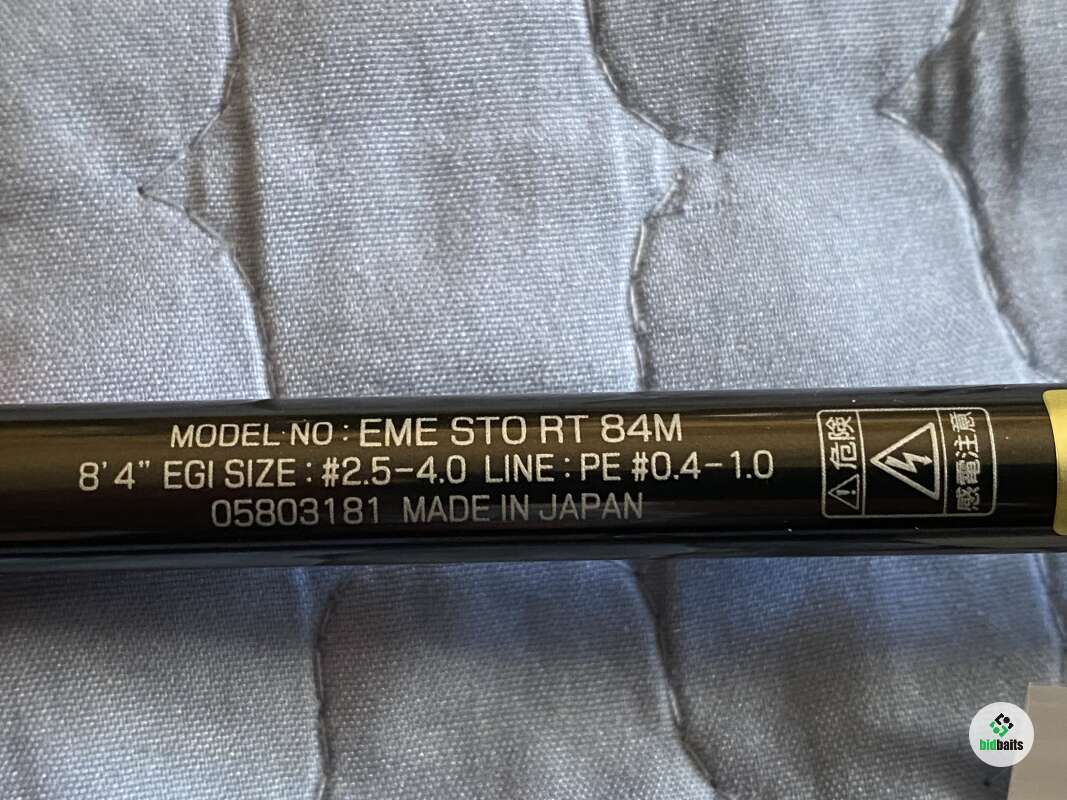 MODEL NO : EME STO RT 84M
8'4" EGI SIZE : #2.5-4.0 LINE : PE #0.4-1.0
05803181 MADE IN JAPAN
危険
感電注意
bidbaits